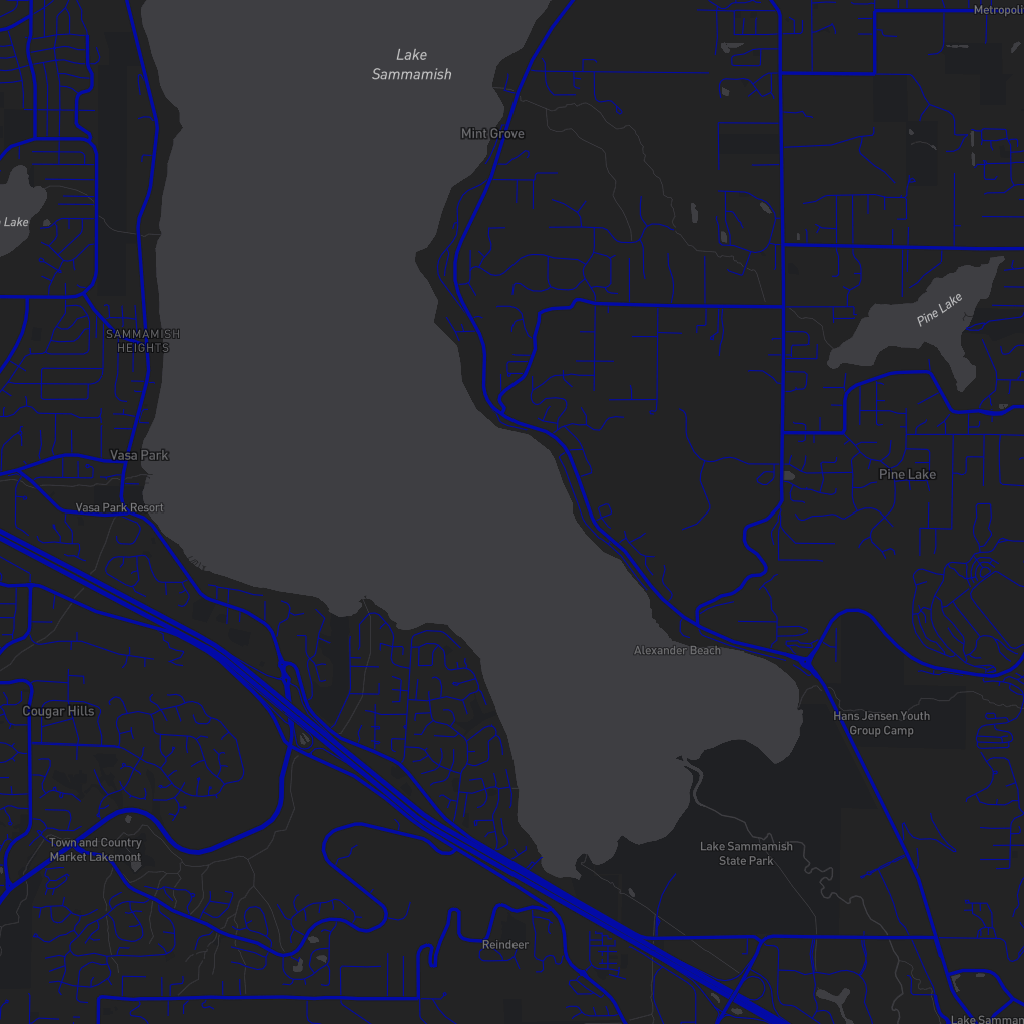 Metropoli
Lake
Sammamish
Mint Grove
Lake
Pine Lake
SAMMAMISH
HEIGHTS
Vasa Park
Pine Lake
Vasa Park Resort
Alexander Beach
Cougar Hills
Hans Jensen Youth
Group Camp
Town and Country
Market Lakemont
Lake Sammamish
State Park
Reindeer
Lake Samman